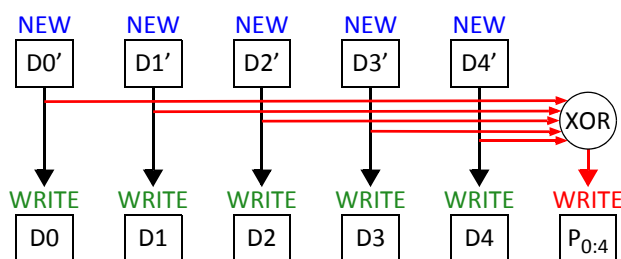 NEW NEW NEW NEW NEW
D0' D1' D2' D3' D4'
XOR
WRITE WRITE WRITE WRITE WRITE WRITE
D0 D1 D2 D3 D4 P0:4